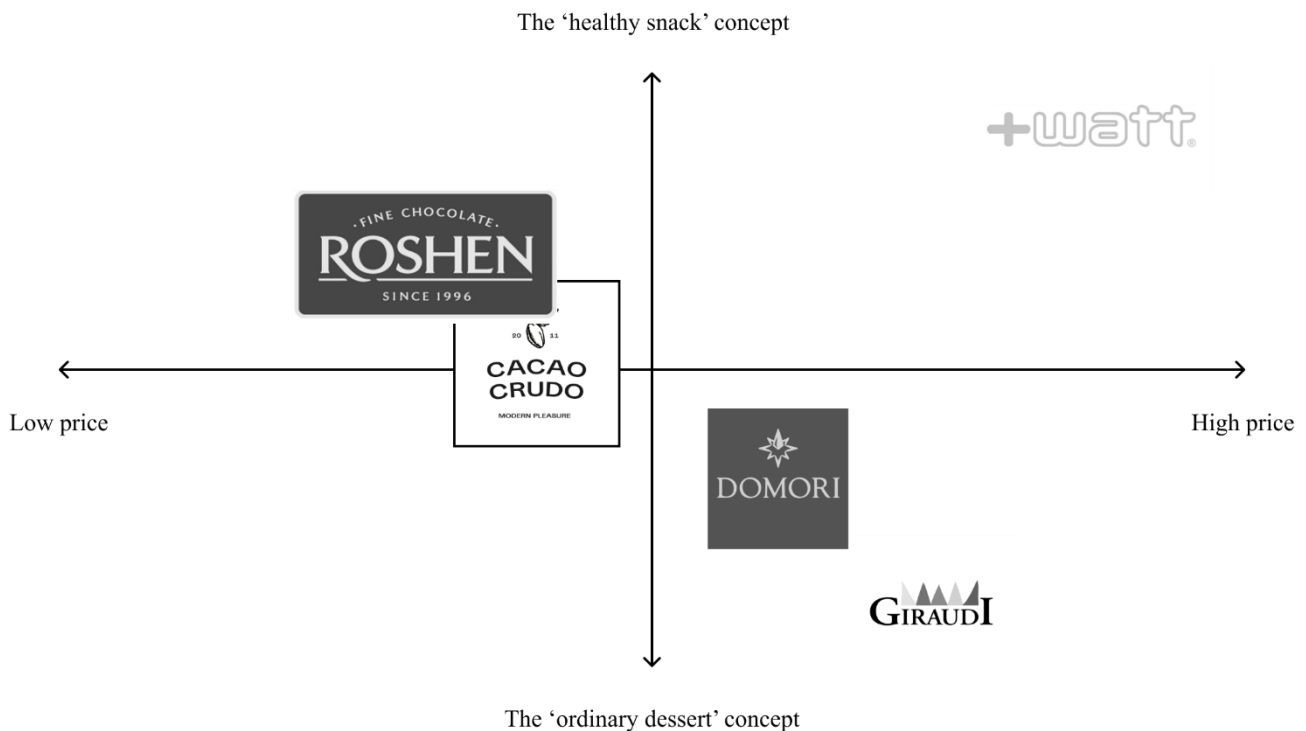 The ‘healthy snack’ concept
+watt®
·FINE CHOCOLATE·
ROSHEN
SINCE 1996
20 11
CACAO
CRUDO
MODERN PLEASURE
Low price
High price
DOMORI
GIRAUDI
The ‘ordinary dessert’ concept